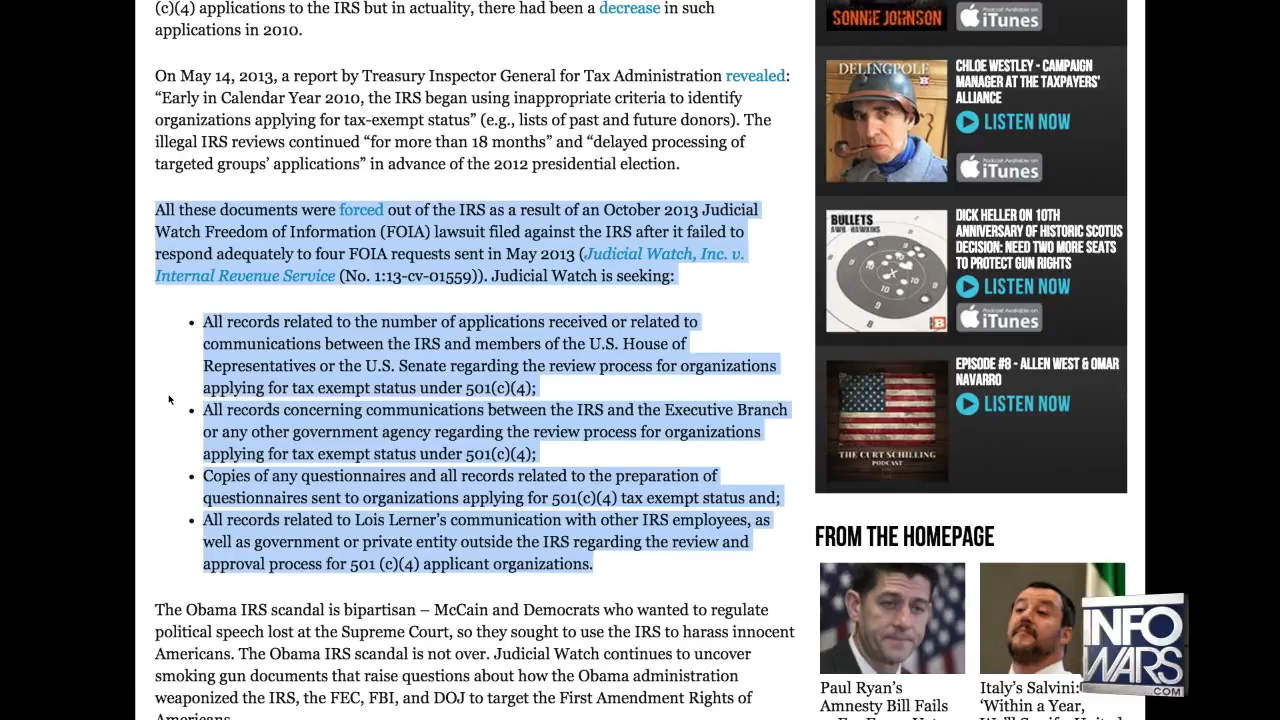 (c)(4) applications to the IRS but in actuality, there had been a decrease in such
applications in 2010.
On May 14, 2013, a report by Treasury Inspector General for Tax Administration revealed:
“Early in Calendar Year 2010, the IRS began using inappropriate criteria to identify
organizations applying for tax-exempt status” (e.g., lists of past and future donors). The
illegal IRS reviews continued “for more than 18 months” and “delayed processing of
targeted groups’ applications” in advance of the 2012 presidential election.
All these documents were forced out of the IRS as a result of an October 2013 Judicial
Watch Freedom of Information (FOIA) lawsuit filed against the IRS after it failed to
respond adequately to four FOIA requests sent in May 2013 (Judicial Watch, Inc. v.
Internal Revenue Service (No. 1:13-cv-01559)). Judicial Watch is seeking:
• All records related to the number of applications received or related to
communications between the IRS and members of the U.S. House of
Representatives or the U.S. Senate regarding the review process for organizations
applying for tax exempt status under 501(c)(4);
• All records concerning communications between the IRS and the Executive Branch
or any other government agency regarding the review process for organizations
applying for tax exempt status under 501(c)(4);
• Copies of any questionnaires and all records related to the preparation of
questionnaires sent to organizations applying for 501(c)(4) tax exempt status and;
• All records related to Lois Lerner’s communication with other IRS employees, as
well as government or private entity outside the IRS regarding the review and
approval process for 501 (c)(4) applicant organizations.
The Obama IRS scandal is bipartisan – McCain and Democrats who wanted to regulate
political speech lost at the Supreme Court, so they sought to use the IRS to harass innocent
Americans. The Obama IRS scandal is not over. Judicial Watch continues to uncover
smoking gun documents that raise questions about how the Obama administration
weaponized the IRS, the FEC, FBI, and DOJ to target the First Amendment Rights of
Americans.
SONNIE JOHNSON
Podcast Available on
iTunes
DELINGPOLE
CHLOE WESTLEY - CAMPAIGN
MANAGER AT THE TAXPAYERS'
ALLIANCE
LISTEN NOW
Podcast Available on
iTunes
BULLETS
AWR HAWKINS
DICK HELLER ON 10TH
ANNIVERSARY OF HISTORIC SCOTUS
DECISION: NEED TWO MORE SEATS
TO PROTECT GUN RIGHTS
LISTEN NOW
Podcast Available on
iTunes
THE CURT SCHILLING
PODCAST
EPISODE #8 - ALLEN WEST & OMAR
NAVARRO
LISTEN NOW
FROM THE HOMEPAGE
Paul Ryan’s
Amnesty Bill Fails
Italy’s Salvini:
‘Within a Year,
INFO
WARS
.COM